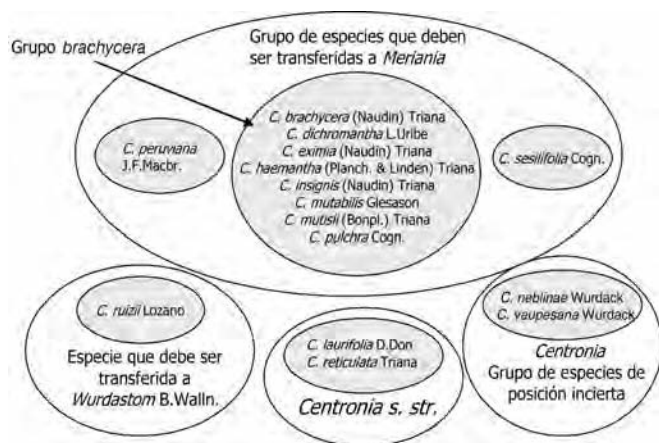 Grupo de especies que deben
ser transferidas a Meriania
Grupo brachycera
C. brachycera (Naudin) Triana
C. dichromantha L.Uribe
C. eximia (Naudin) Triana
C. haemantha (Planch. & Linden) Triana
C. insignis (Naudin) Triana
C. mutabilis Glesason
C. mutisii (Bonpl.) Triana
C. pulchra Cogn.
C. peruviana
J.F.Macbr.
C. sesilifolia Cogn.
C. ruizii Lozano
Especie que debe ser
transferida a
Wurdastom B.Walln.
C. laurifolia D.Don
C. reticulata Triana
Centronia s. str.
C. neblinae Wurdack
C. vaupesana Wurdack
Centronia
Grupo de especies de
posición incierta